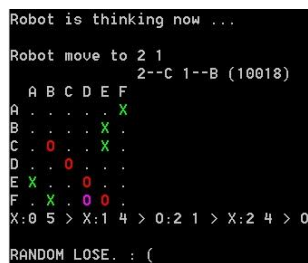 Robot is thinking now ...
Robot move to 2 1
2--C 1--B (10018)
A B C D E F
A . . . . . X
B . . . . X .
C . O . . X .
D . . O . . .
E X . . O . .
F . X . O O .
X:0 5 > X:1 4 > O:2 1 > X:2 4 > O:
RANDOM LOSE. : (